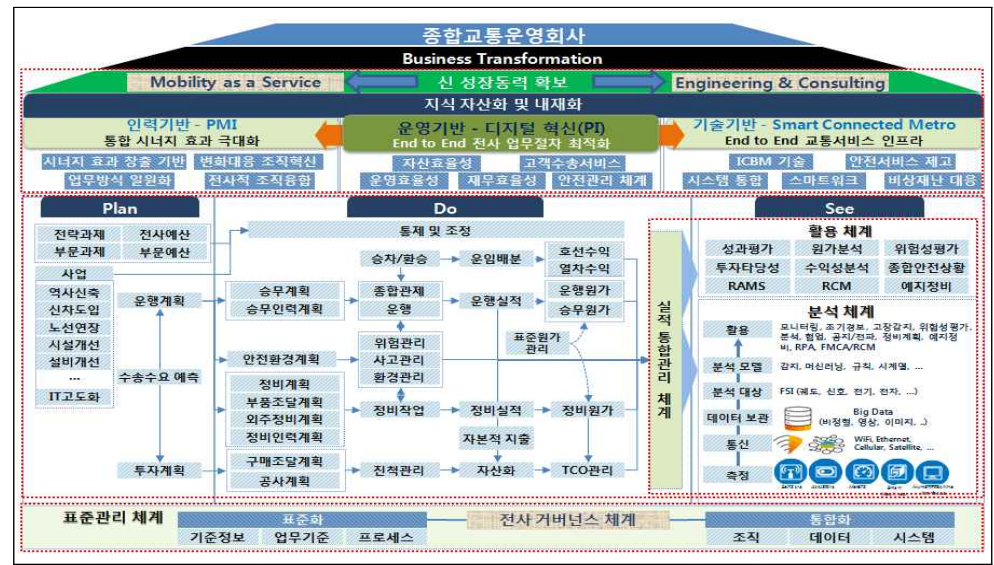 종합교통운영회사
Business Transformation
Mobility as a Service
신 성장동력 확보
Engineering & Consulting
지식 자산화 및 내재화
인력기반 - PMI
통합 시너지 효과 극대화
운영기반 - 디지털 혁신(PI)
End to End 전사 업무절차 최적화
기술기반 - Smart Connected Metro
End to End 교통서비스 인프라
시너지 효과 창출 기반
변화대응 조직혁신
업무방식 일원화
전사적 조직융합
자산효율성
고객수송서비스
운영효율성
재무효율성
안전관리 체계
ICBM 기술
안전서비스 제고
시스템 통합
스마트워크
비상재난 대응
Plan
전략과제
전사예산
부문과제
부문예산
사업
역사신축
신차도입
노선연장
시설개선
설비개선
...
IT고도화
운행계획
수송수요 예측
투자계획
Do
통제 및 조정
승차/환승
운임배분
호선수익
열차수익
승무계획
승무인력계획
종합관제
운행
운행실적
운행원가
승무원가
표준원가
관리
안전환경계획
위험관리
사고관리
환경관리
정비계획
부품조달계획
외주정비계획
정비인력계획
정비작업
정비실적
정비원가
자본적 지출
구매조달계획
공사계획
진척관리
자산화
TCO관리
실적 통합관리 체계
See
활용 체계
성과평가
원가분석
위험성평가
투자타당성
수익성분석
종합안전상황
RAMS
RCM
예지정비
분석 체계
활용
모니터링, 조기경보, 고장감지, 위험성평가,
분석, 협업, 공지/전파, 정비계획, 예지정
비, RPA, FMCA/RCM
분석 모델
감지, 머신러닝, 규칙, 시계열, ...
분석 대상
FSI (궤도, 신호, 전기, 전자, ...)
데이터 보관
Big Data
(비정형, 영상, 이미지, ..)
통신
WiFi, Ethernet,
Cellular, Satellite, ...
측정
표준관리 체계
표준화
전사 거버넌스 체계
통합화
기준정보
업무기준
프로세스
조직
데이터
시스템